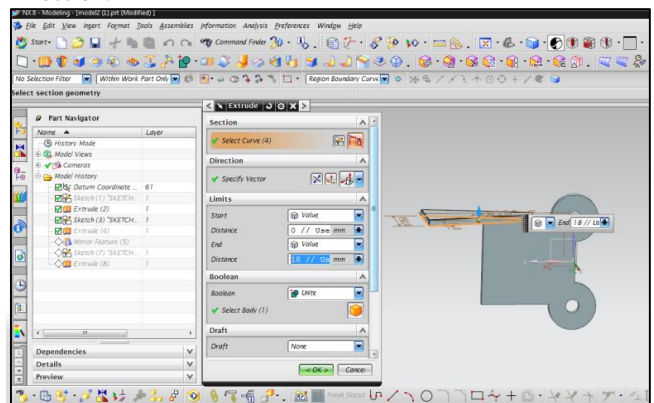 NX 8 - Modeling - [model2 (1).prt (Modified) ]
File Edit View Insert Format Tools Assemblies Information Analysis Preferences Window Help
Start Command Finder
No Selection Filter Within Work Part Only Region Boundary Curve
Select section geometry
Part Navigator
Name Layer
History Mode
Model Views
Cameras
Model History
Datum Coordinate ... 61
Sketch (1) "SKETCH... 1
Extrude (2) 1
Sketch (3) "SKETCH... 1
Extrude (4) 1
Mirror Feature (5)
Sketch (7) "SKETCH... 1
Extrude (8) 1
Dependencies
Details
Preview
Extrude
Section
Select Curve (4)
Direction
Specify Vector
Limits
Start Value
Distance 0 // Use mm
End Value
Distance 18 // Us mm
Boolean
Boolean Unite
Select Body (1)
Draft
Draft None
< OK > Cancel
End 18 // Us
Finish Sketch